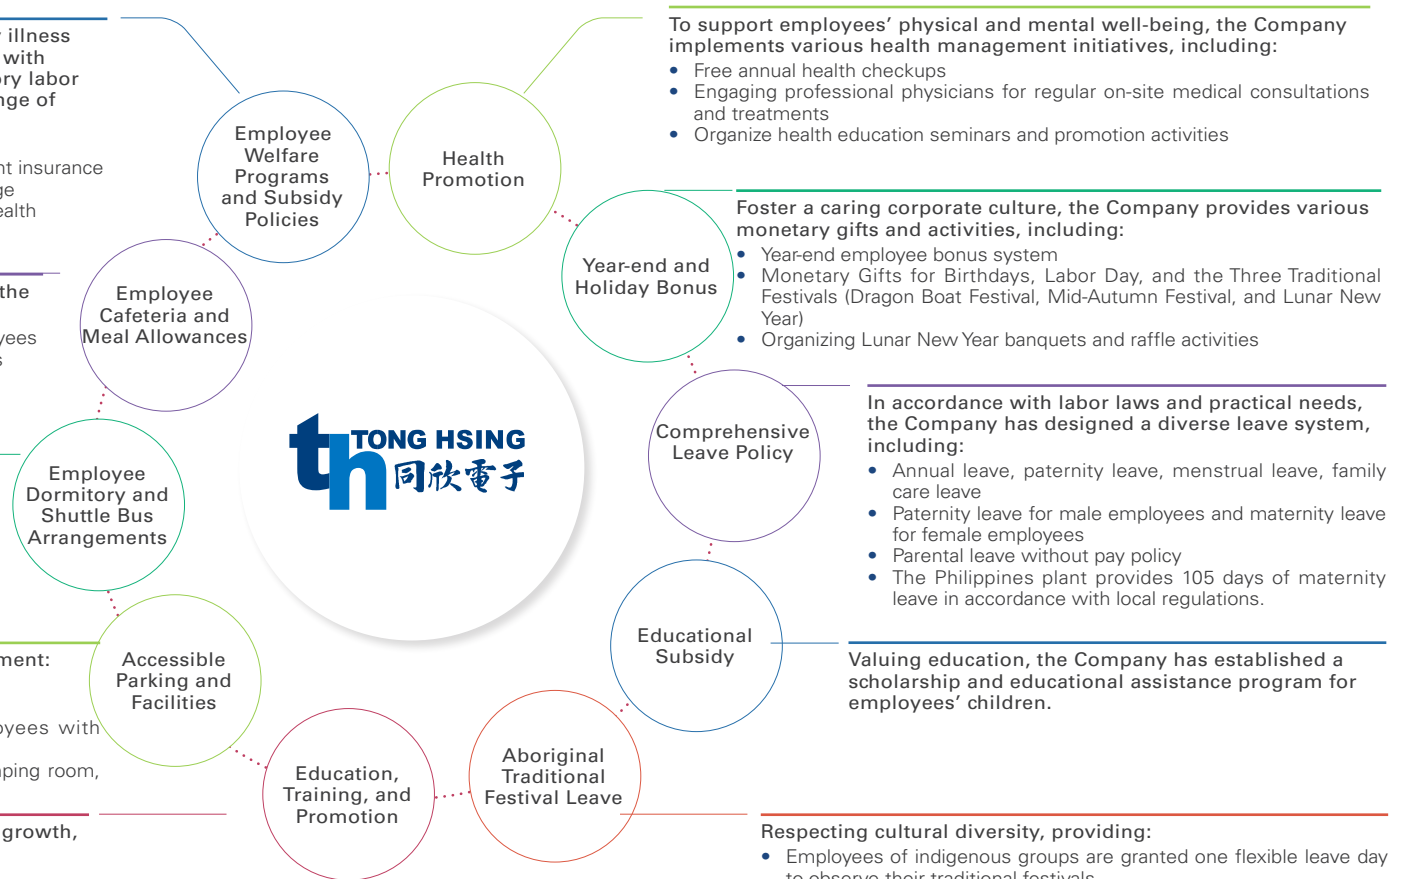 illness
with
labor
of
insurance
the
with
room,
growth,
Employee
Welfare
Programs
and Subsidy
Policies
Health
Promotion
Year-end and
Holiday Bonus
Comprehensive
Leave Policy
Educational
Subsidy
Aboriginal
Traditional
Festival Leave
Education,
Training, and
Promotion
Accessible
Parking and
Facilities
Employee
Dormitory and
Shuttle Bus
Arrangements
Employee
Cafeteria and
Meal Allowances
th
TONG HSING
同欣電子
To support employees’ physical and mental well-being, the Company
implements various health management initiatives, including:
• Free annual health checkups
• Engaging professional physicians for regular on-site medical consultations
and treatments
• Organize health education seminars and promotion activities
Foster a caring corporate culture, the Company provides various
monetary gifts and activities, including:
• Year-end employee bonus system
• Monetary Gifts for Birthdays, Labor Day, and the Three Traditional
Festivals (Dragon Boat Festival, Mid-Autumn Festival, and Lunar New
Year)
• Organizing Lunar New Year banquets and raffle activities
In accordance with labor laws and practical needs,
the Company has designed a diverse leave system,
including:
• Annual leave, paternity leave, menstrual leave, family
care leave
• Paternity leave for male employees and maternity leave
for female employees
• Parental leave without pay policy
• The Philippines plant provides 105 days of maternity
leave in accordance with local regulations.
Valuing education, the Company has established a
scholarship and educational assistance program for
employees’ children.
Respecting cultural diversity, providing:
• Employees of indigenous groups are granted one flexible leave day
to observe their traditional festivals